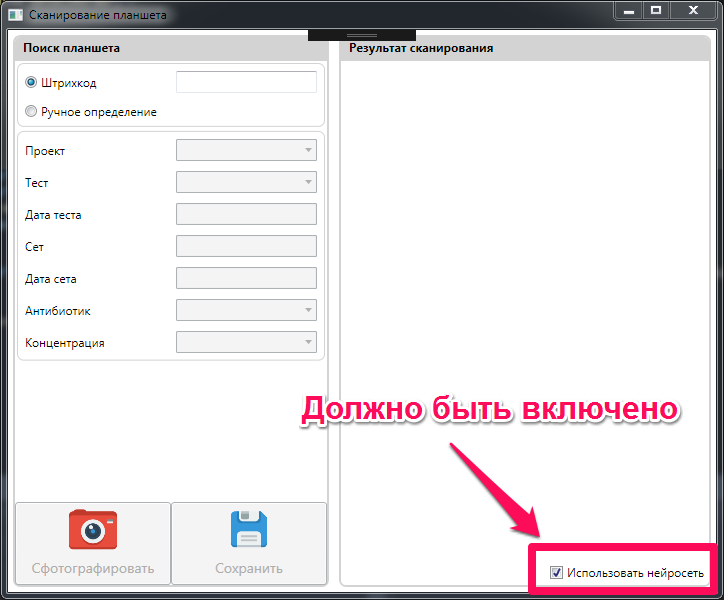 Сканирование планшета
Поиск планшета
Штрихкод
Ручное определение
Проект
Тест
Дата теста
Сет
Дата сета
Антибиотик
Концентрация
Сфотографировать
Сохранить
Результат сканирования
Должно быть включено
Использовать нейросеть